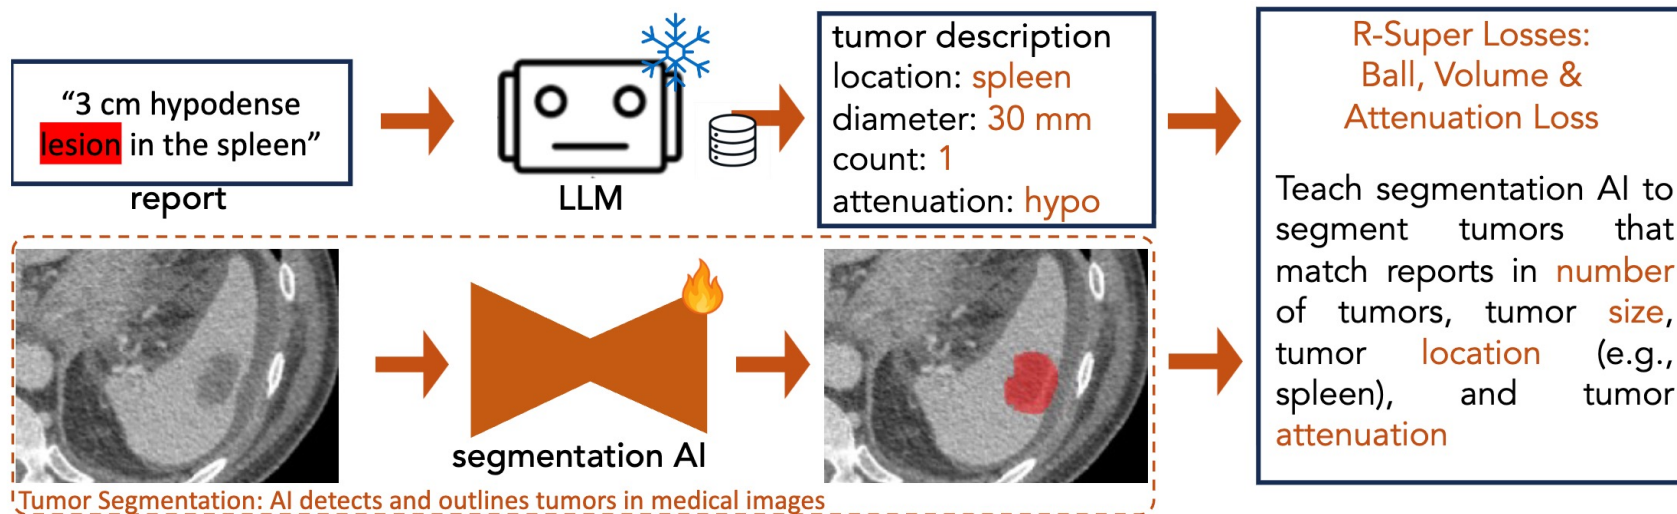 “3 cm hypodense
lesion in the spleen”
report
LLM
tumor description
location: spleen
diameter: 30 mm
count: 1
attenuation: hypo
R-Super Losses:
Ball, Volume &
Attenuation Loss
Teach segmentation AI to
segment tumors that
match reports in number
of tumors, tumor size,
tumor location (e.g.,
spleen), and tumor
attenuation
segmentation AI
Tumor Segmentation: AI detects and outlines tumors in medical images